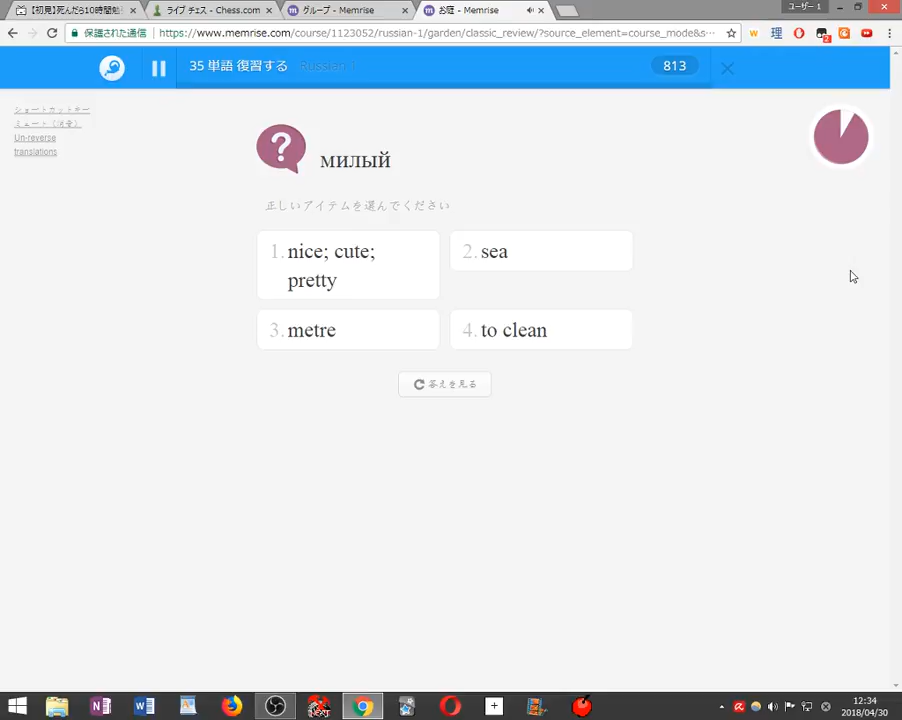 【初見】死んだら10時間勉
ライブ チェス - Chess.com
グループ - Memrise
お庭 - Memrise
ユーザー 1
保護された通信
https://www.memrise.com/course/1123052/russian-1/garden/classic_review/?source_element=course_mode&s…
w
理
2
35 単語 復習する
Russian 1
813
ショートカットキー
ミュート（消音）
Un-reverse
translations
?
милый
正しいアイテムを選んでください
1. nice; cute;
pretty
2. sea
3. metre
4. to clean
答えを見る
12:34
2018/04/30